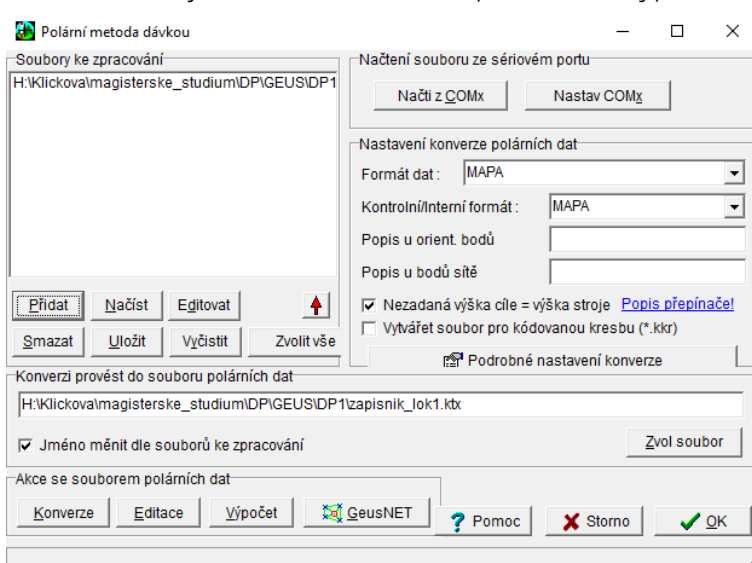 Polární metoda dávkou
Soubory ke zpracování
H:\Klickova\magisterske_studium\DP\GEUS\DP1
Přidat Načíst Editovat
Smazat Uložit Vyčistit Zvolit vše
Načtení souboru ze sériovém portu
Načti z COMx Nastav COMx
Nastavení konverze polárních dat
Formát dat : MAPA
Kontrolní/Interní formát : MAPA
Popis u orient. bodů
Popis u bodů sítě
Nezadaná výška cíle = výška stroje Popis přepínače!
Vytvářet soubor pro kódovanou kresbu (*.kkr)
Podrobné nastavení konverze
Konverzi provést do souboru polárních dat
H:\Klickova\magisterske_studium\DP\GEUS\DP1\zapisnik_lok1.ktx
Jméno měnit dle souborů ke zpracování Zvol soubor
Akce se souborem polárních dat
Konverze Editace Výpočet GeusNET Pomoc Storno OK